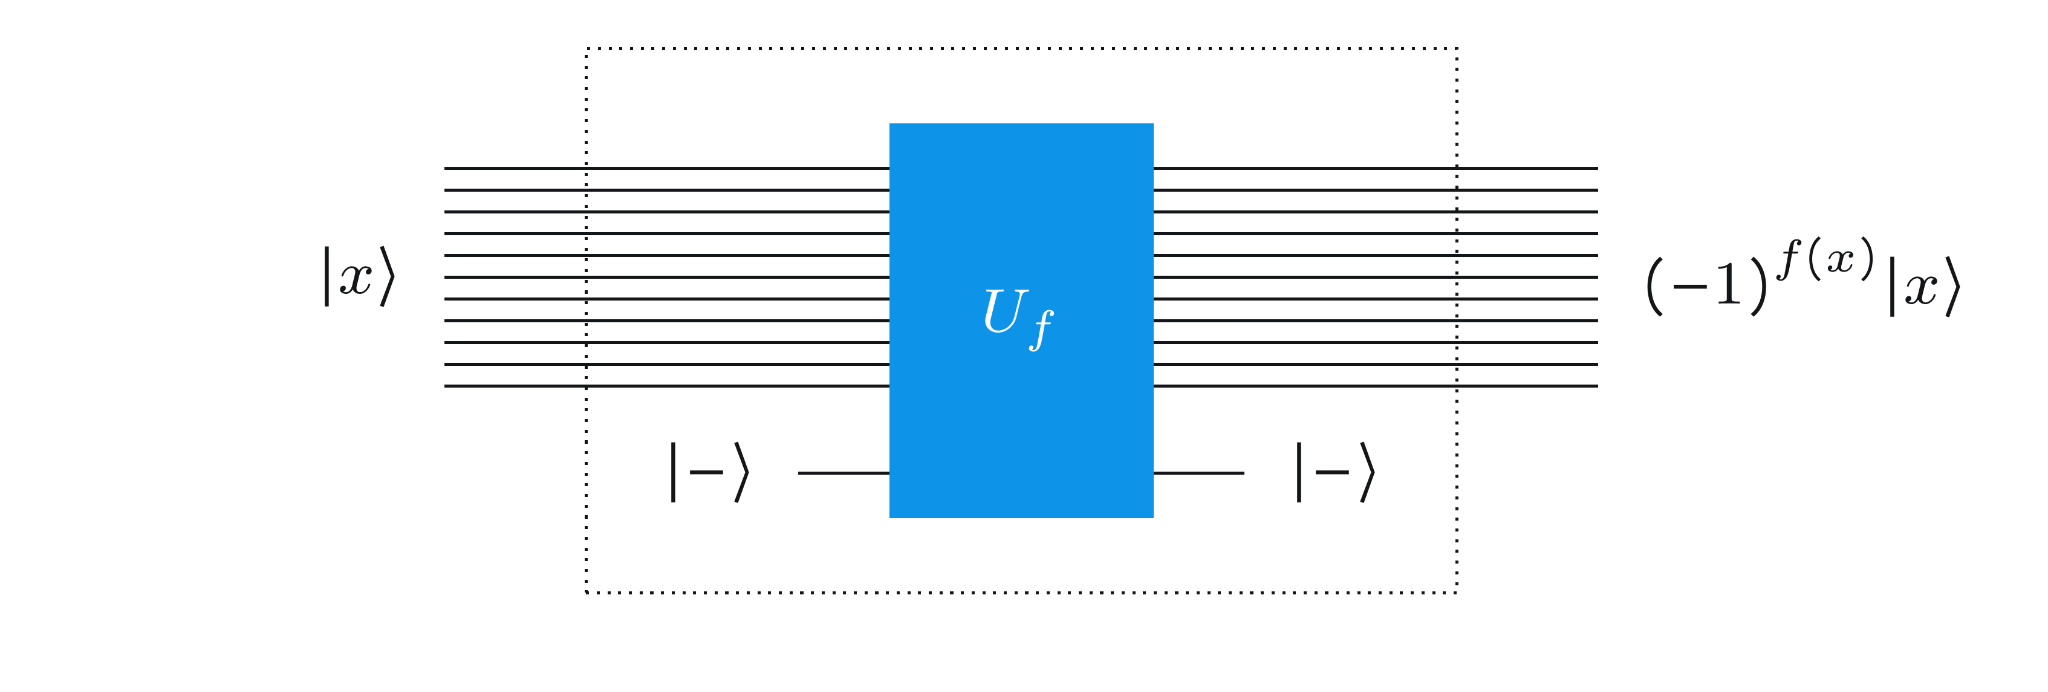 |x⟩
U_f
(−1)^{f(x)}|x⟩
|−⟩
|−⟩